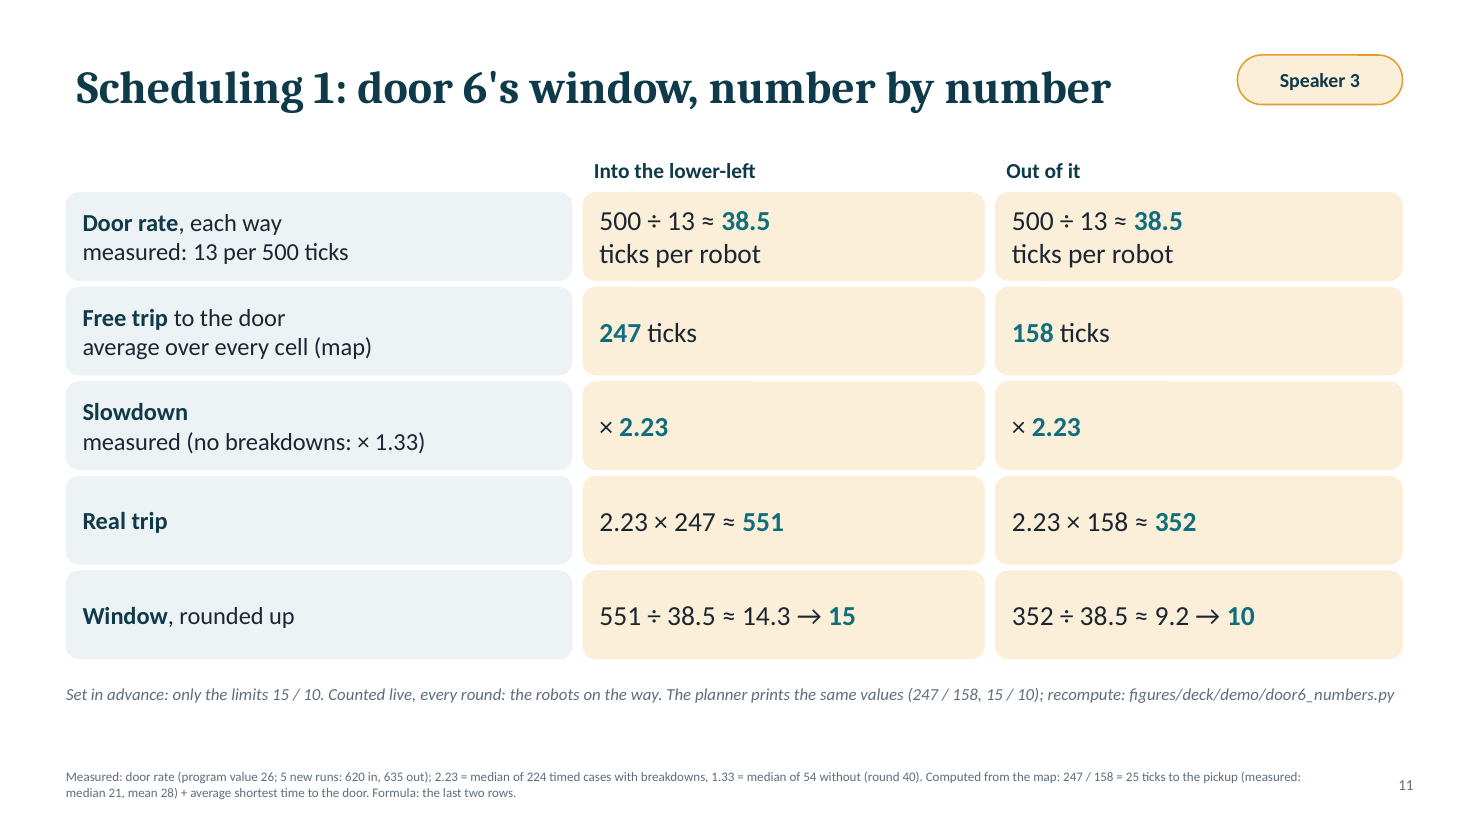 Scheduling 1: door 6's window, number by number
Speaker 3
Into the lower-left
Out of it
Door rate, each way
measured: 13 per 500 ticks
500 ÷ 13 ≈ 38.5
ticks per robot
500 ÷ 13 ≈ 38.5
ticks per robot
Free trip to the door
average over every cell (map)
247 ticks
158 ticks
Slowdown
measured (no breakdowns: × 1.33)
× 2.23
× 2.23
Real trip
2.23 × 247 ≈ 551
2.23 × 158 ≈ 352
Window, rounded up
551 ÷ 38.5 ≈ 14.3 → 15
352 ÷ 38.5 ≈ 9.2 → 10
Set in advance: only the limits 15 / 10. Counted live, every round: the robots on the way. The planner prints the same values (247 / 158, 15 / 10); recompute: figures/deck/demo/door6_numbers.py
Measured: door rate (program value 26; 5 new runs: 620 in, 635 out); 2.23 = median of 224 timed cases with breakdowns, 1.33 = median of 54 without (round 40). Computed from the map: 247 / 158 = 25 ticks to the pickup (measured:
median 21, mean 28) + average shortest time to the door. Formula: the last two rows.
11